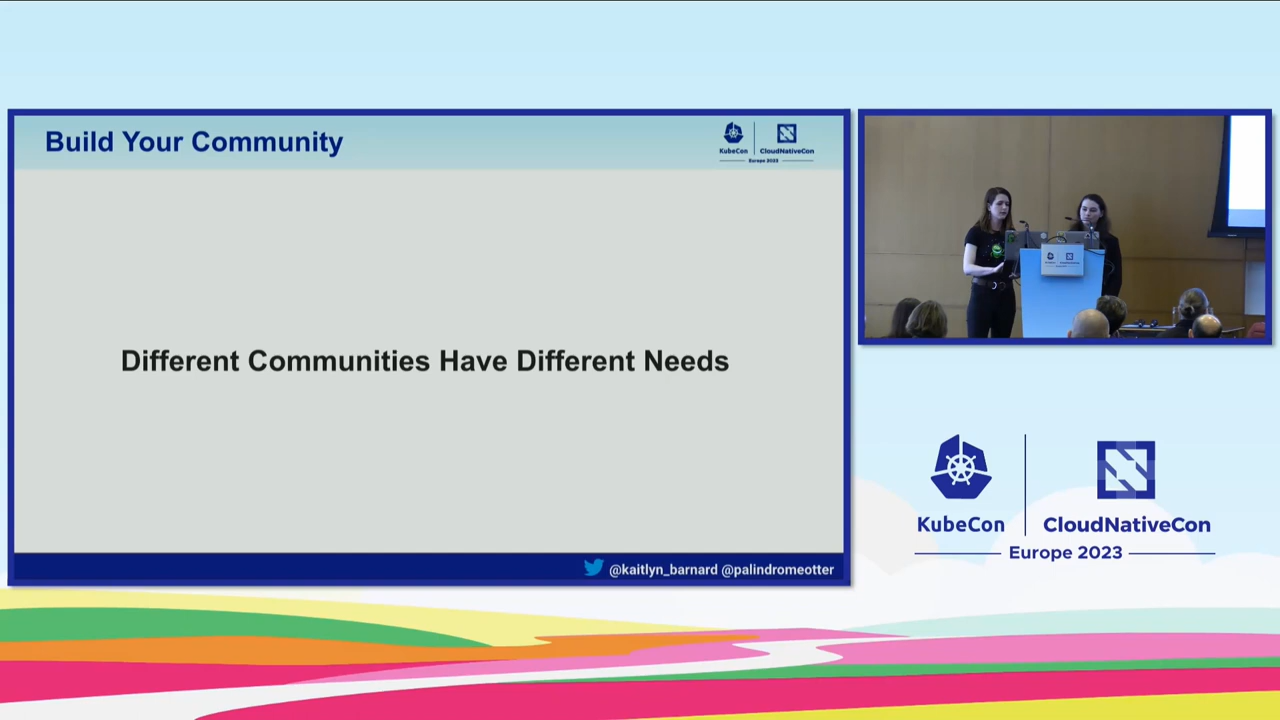 Build Your Community
KubeCon
CloudNativeCon
Europe 2023
Different Communities Have Different Needs
@kaitlyn_barnard @palindromeotter
KubeCon
CloudNativeCon
Europe 2023